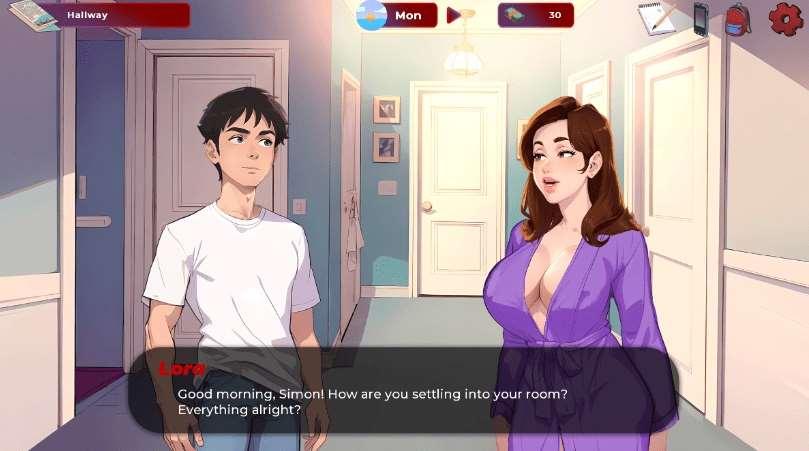 Hallway
Mon
30
Lora
Good morning, Simon! How are you settling into your room?
Everything alright?